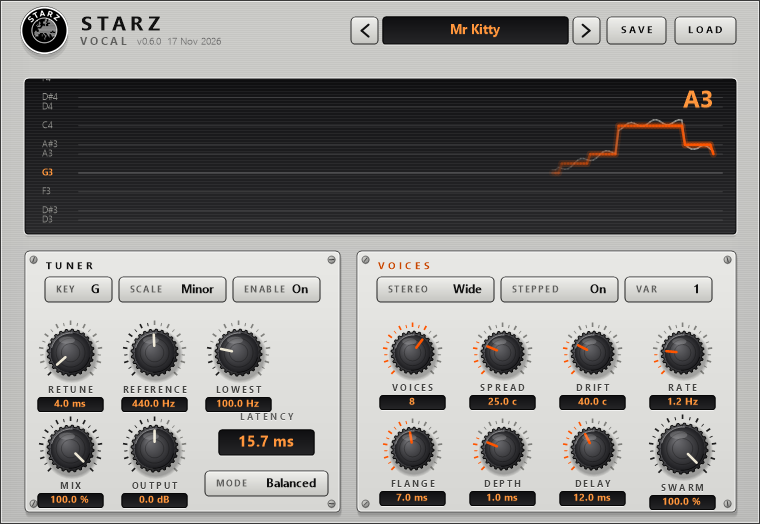 STARZ
STARZ
VOCAL v0.6.0 17 Nov 2026
< Mr Kitty > SAVE LOAD
D#4
D4
C4
A#3
A3
G3
F3
D#3
D3
A3
TUNER
KEY G SCALE Minor ENABLE On
RETUNE REFERENCE LOWEST
4.0 ms 440.0 Hz 100.0 Hz
LATENCY
15.7 ms
MIX OUTPUT
100.0 % 0.0 dB
MODE Balanced
VOICES
STEREO Wide STEPPED On VAR 1
VOICES SPREAD DRIFT RATE
8 25.0 c 40.0 c 1.2 Hz
FLANGE DEPTH DELAY SWARM
7.0 ms 1.0 ms 12.0 ms 100.0 %